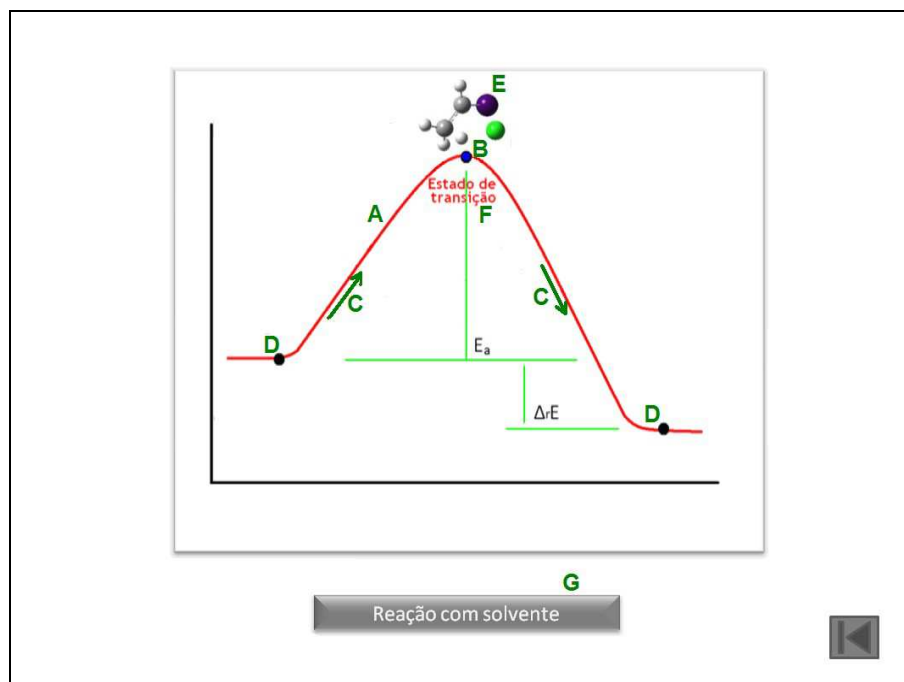 E
B
Estado de
transição
A
F
C
C
D
Eₐ
D
ΔrE
G
Reação com solvente